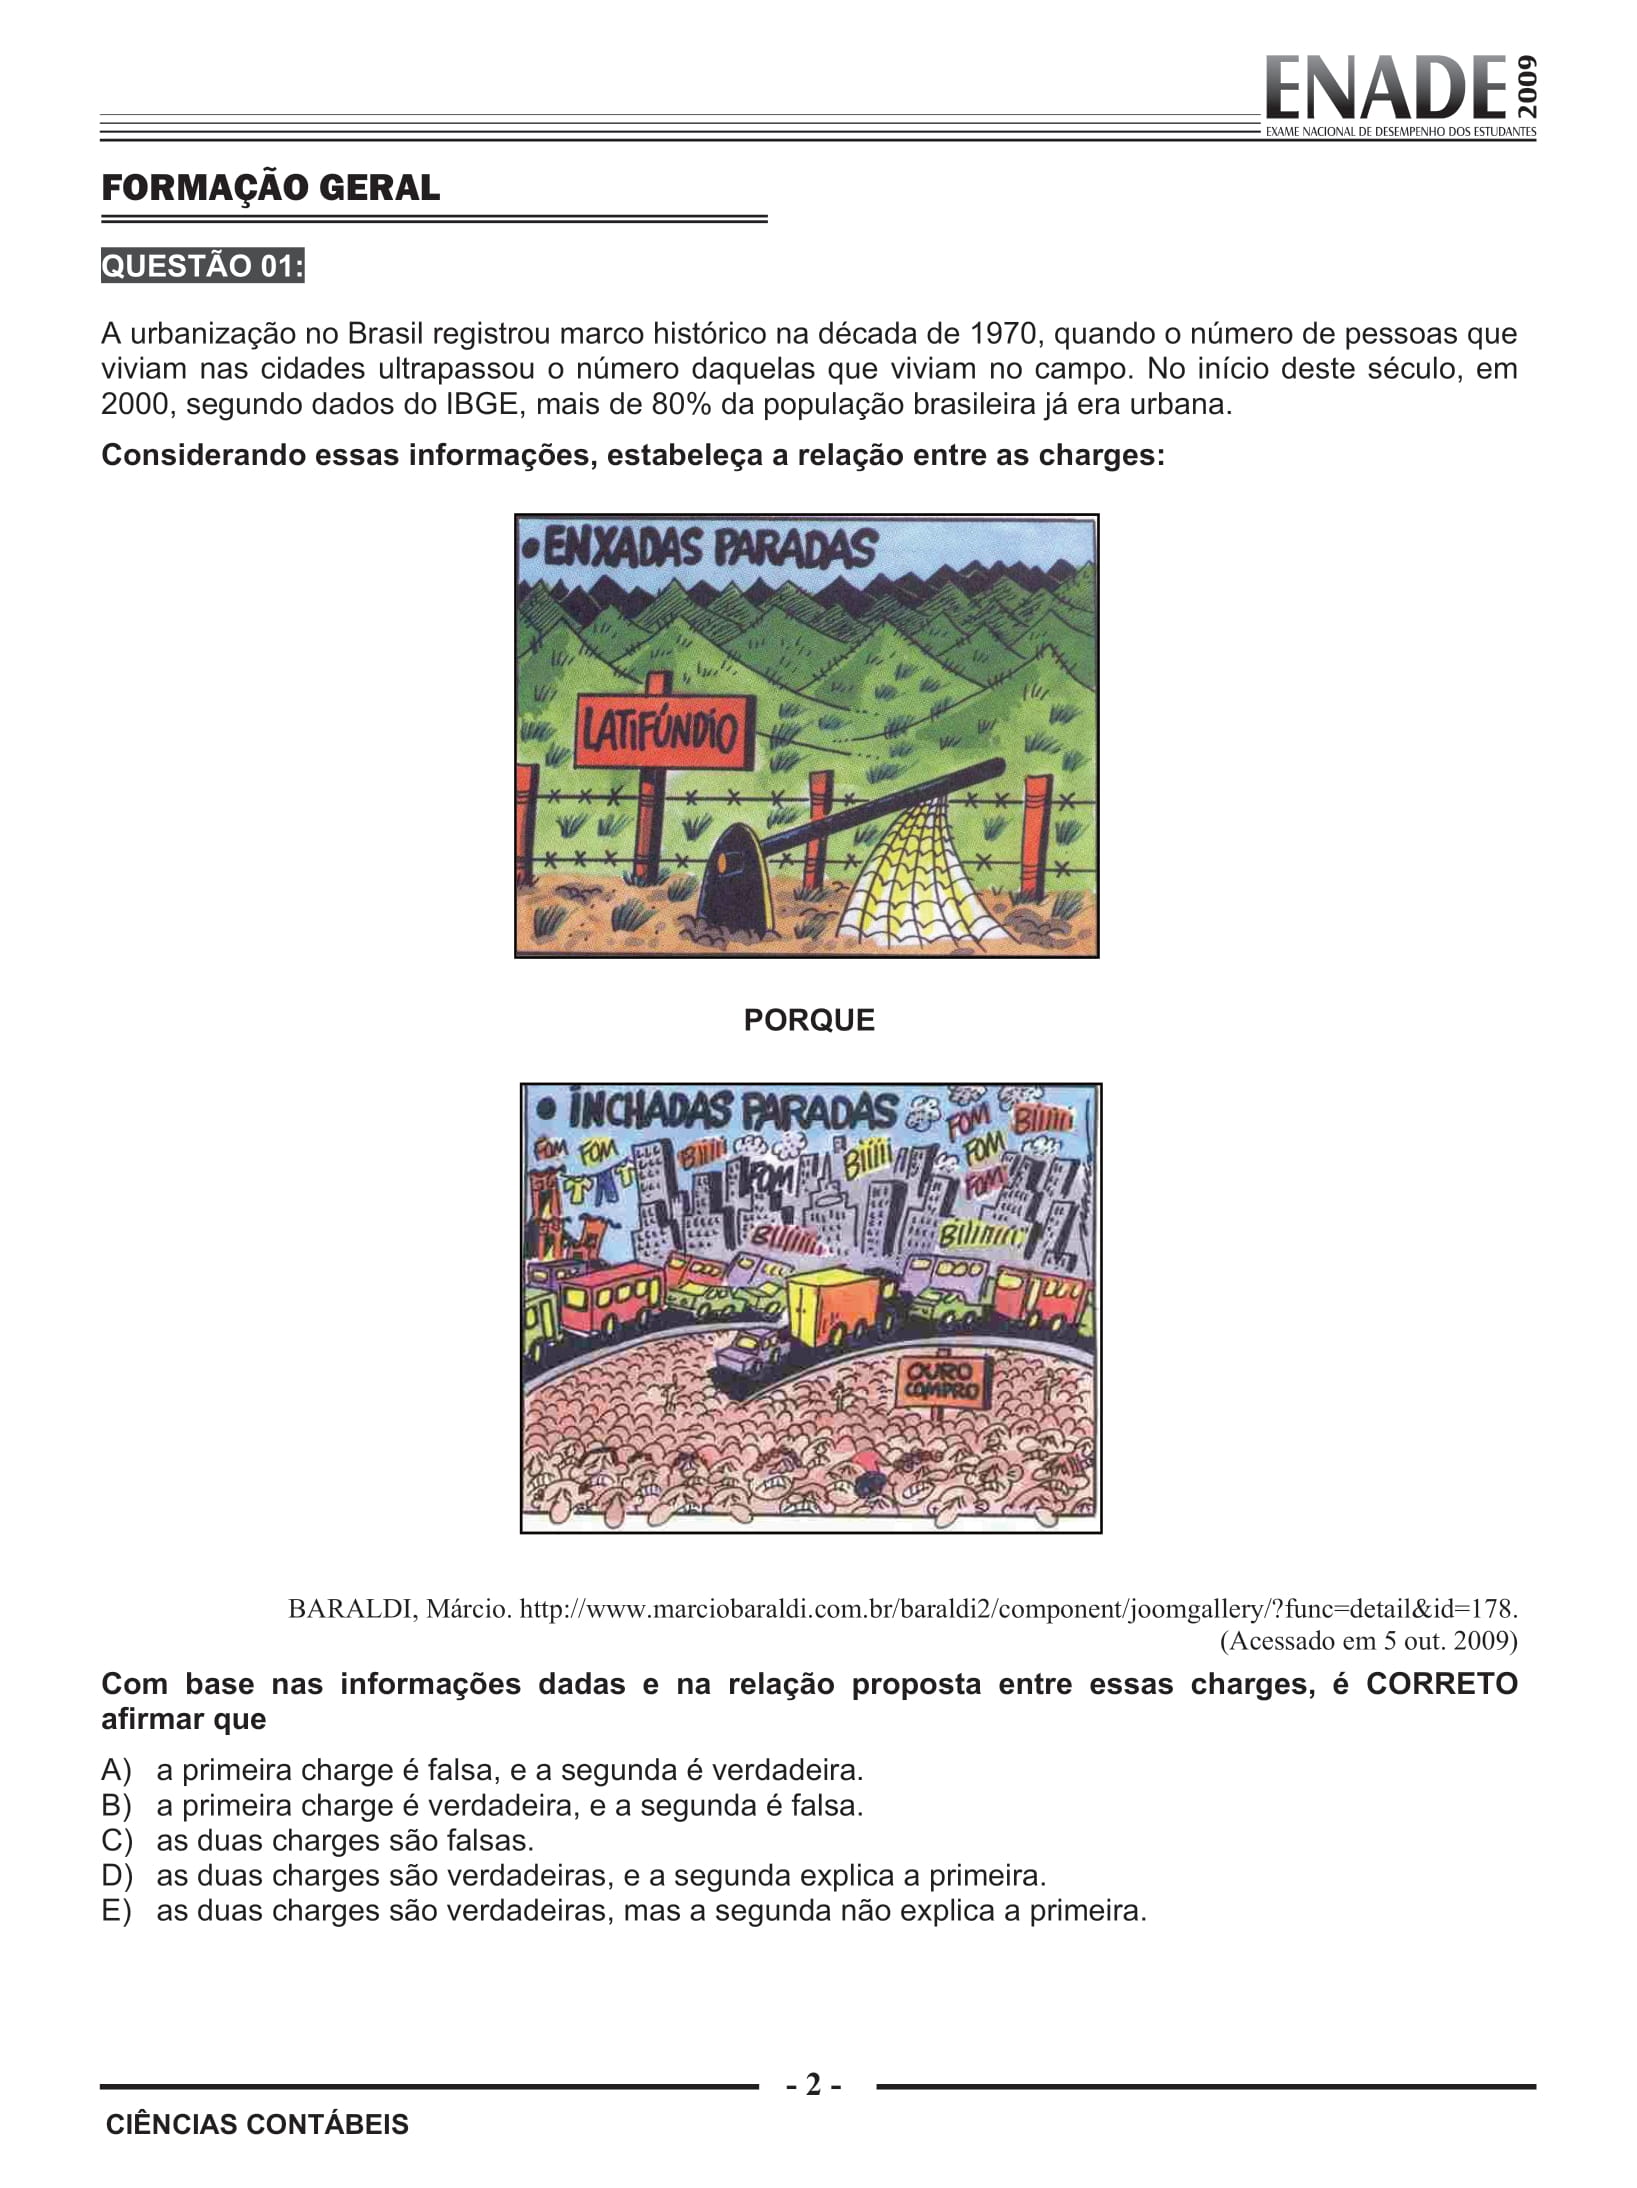 ENADE 2009
EXAME NACIONAL DE DESEMPENHO DOS ESTUDANTES
FORMAÇÃO GERAL
QUESTÃO 01:
A urbanização no Brasil registrou marco histórico na década de 1970, quando o número de pessoas que
viviam nas cidades ultrapassou o número daquelas que viviam no campo. No início deste século, em
2000, segundo dados do IBGE, mais de 80% da população brasileira já era urbana.
Considerando essas informações, estabeleça a relação entre as charges:
• ENXADAS PARADAS
LATIFÚNDIO
PORQUE
• INCHADAS PARADAS
FOM BIIIII
FOM FOM BIIIII FOM BIIIII FOM FOM
BIIIIII BIIIIIIII
OURO
COMPRO
BARALDI, Márcio. http://www.marciobaraldi.com.br/baraldi2/component/joomgallery/?func=detail&id=178.
(Acessado em 5 out. 2009)
Com base nas informações dadas e na relação proposta entre essas charges, é CORRETO
afirmar que
A) a primeira charge é falsa, e a segunda é verdadeira.
B) a primeira charge é verdadeira, e a segunda é falsa.
C) as duas charges são falsas.
D) as duas charges são verdadeiras, e a segunda explica a primeira.
E) as duas charges são verdadeiras, mas a segunda não explica a primeira.
- 2 -
CIÊNCIAS CONTÁBEIS